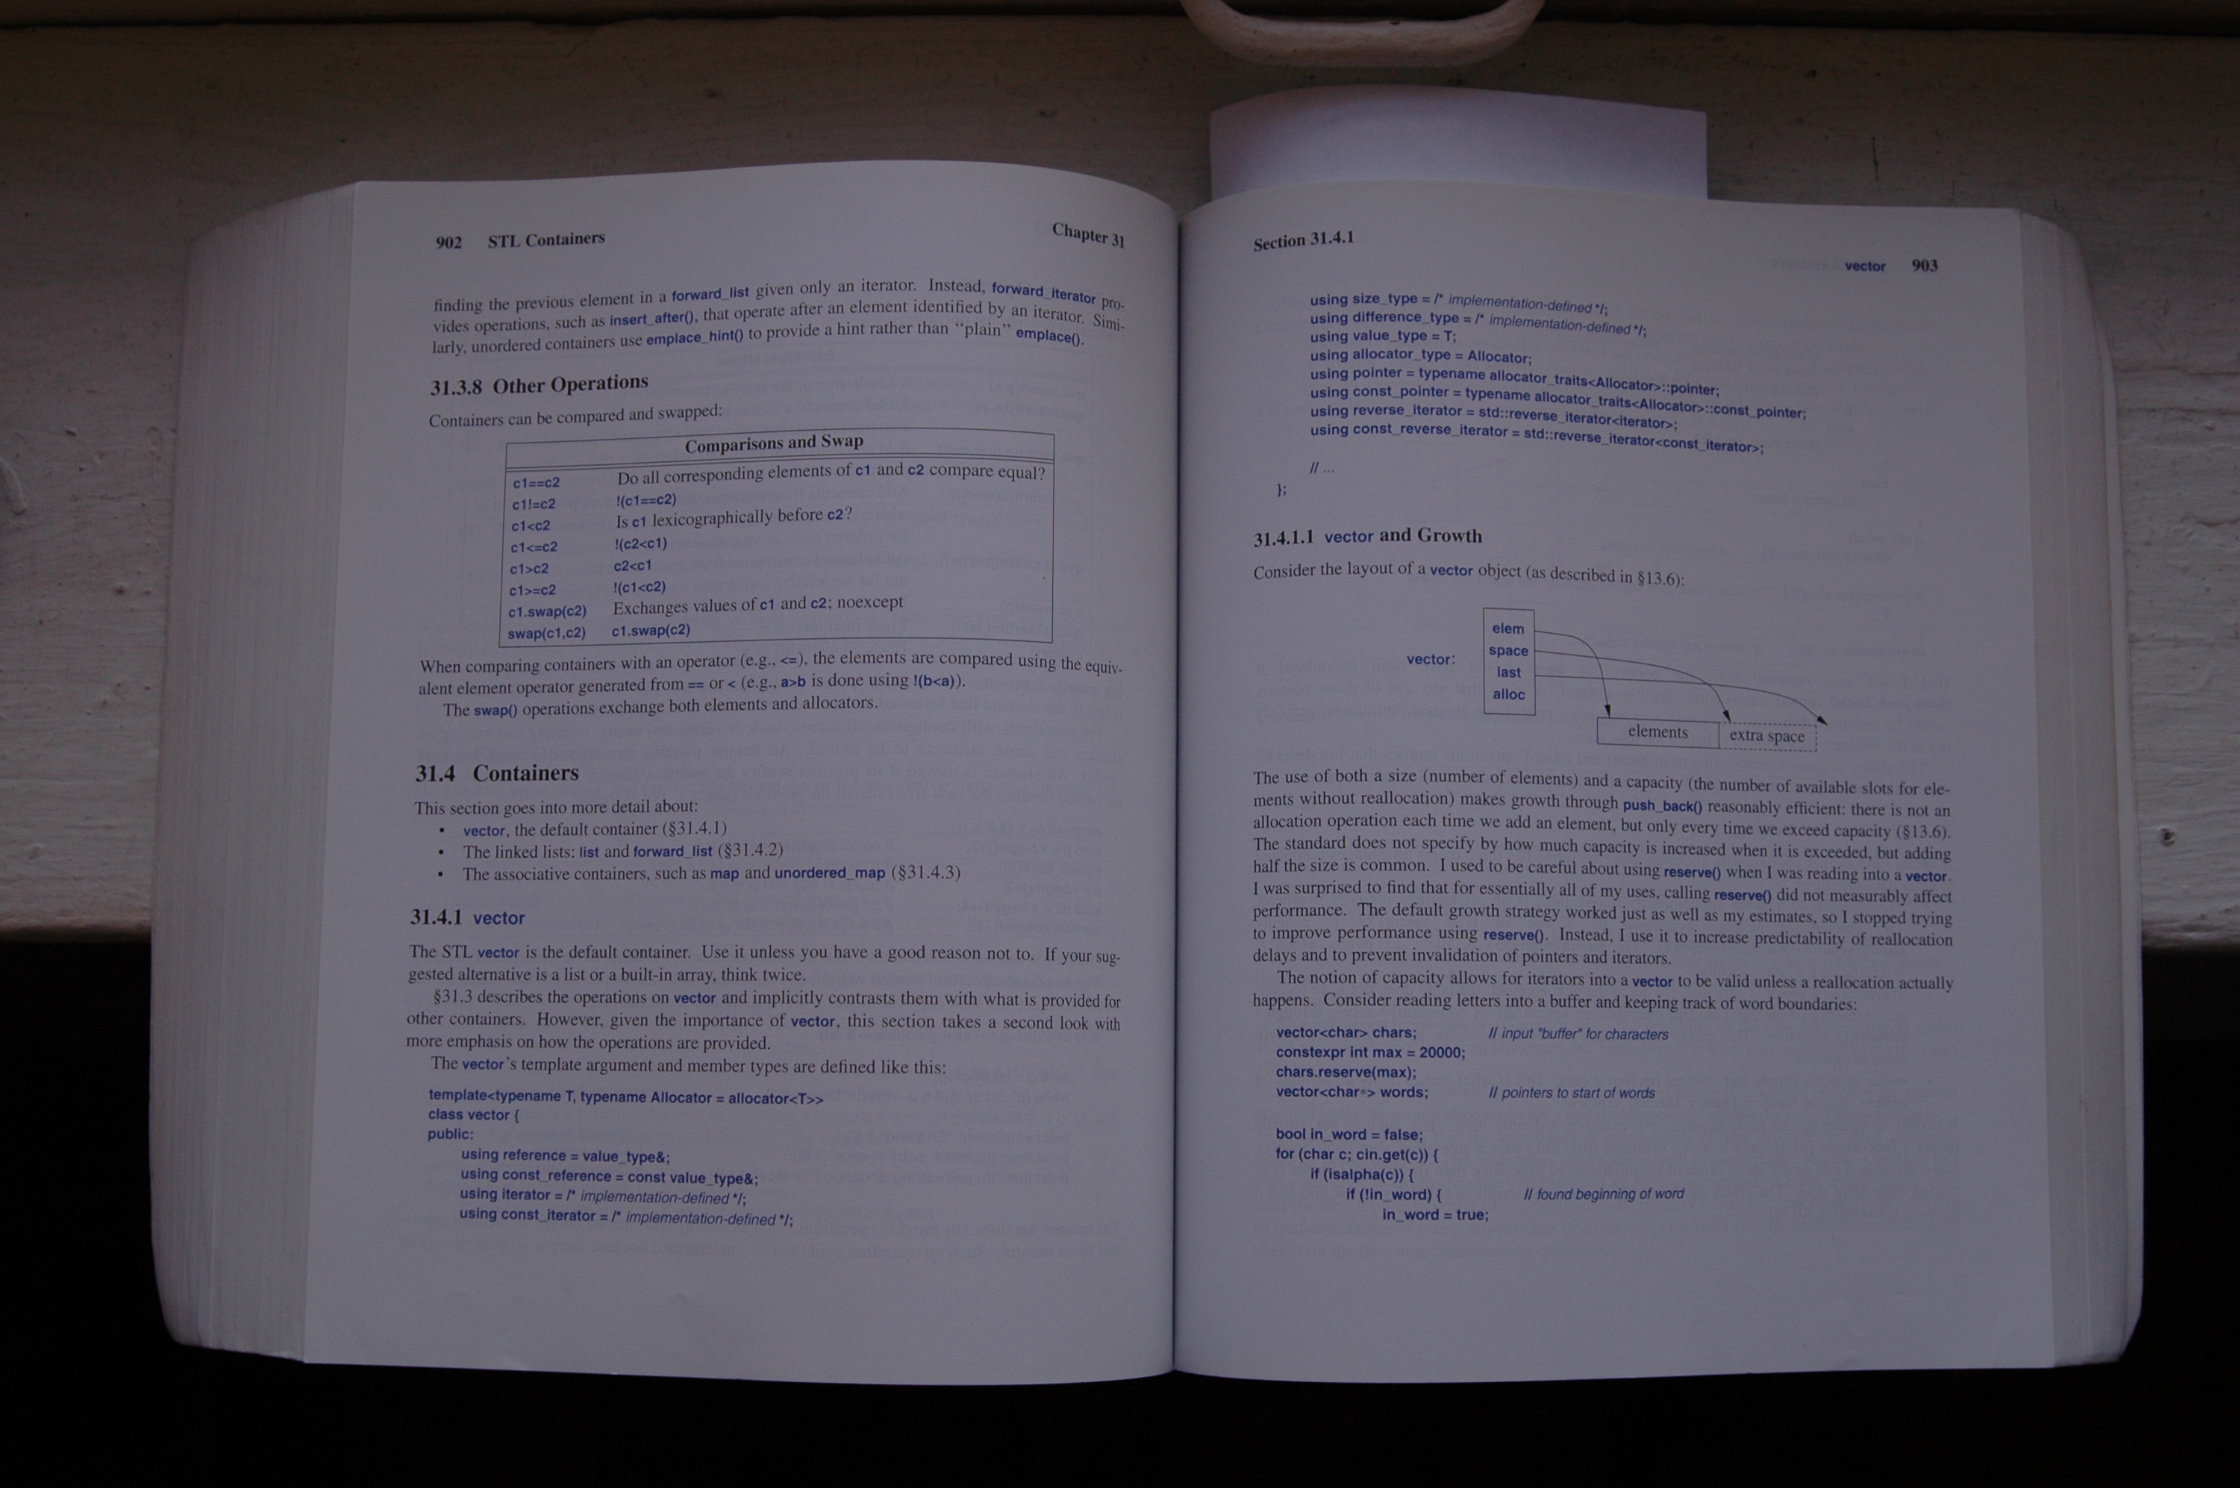 902 STL Containers Chapter 31
finding the previous element in a forward_list given only an iterator. Instead, forward_iterator pro-
vides operations, such as insert_after(), that operate after an element identified by an iterator. Simi-
larly, unordered containers use emplace_hint() to provide a hint rather than “plain” emplace().
31.3.8 Other Operations
Containers can be compared and swapped:
Comparisons and Swap
c1==c2 Do all corresponding elements of c1 and c2 compare equal?
c1!=c2 !(c1==c2)
c1<c2 Is c1 lexicographically before c2?
c1<=c2 !(c2<c1)
c1>c2 c2<c1
c1>=c2 !(c1<c2)
c1.swap(c2) Exchanges values of c1 and c2; noexcept
swap(c1,c2) c1.swap(c2)
When comparing containers with an operator (e.g., <=), the elements are compared using the equiv-
alent element operator generated from == or < (e.g., a>b is done using !(b<a)).
The swap() operations exchange both elements and allocators.
31.4 Containers
This section goes into more detail about:
• vector, the default container (§31.4.1)
• The linked lists: list and forward_list (§31.4.2)
• The associative containers, such as map and unordered_map (§31.4.3)
31.4.1 vector
The STL vector is the default container. Use it unless you have a good reason not to. If your sug-
gested alternative is a list or a built-in array, think twice.
§31.3 describes the operations on vector and implicitly contrasts them with what is provided for
other containers. However, given the importance of vector, this section takes a second look with
more emphasis on how the operations are provided.
The vector’s template argument and member types are defined like this:
template<typename T, typename Allocator = allocator<T>>
class vector {
public:
using reference = value_type&;
using const_reference = const value_type&;
using iterator = /* implementation-defined */;
using const_iterator = /* implementation-defined */;
Section 31.4.1 vector 903
using size_type = /* implementation-defined */;
using difference_type = /* implementation-defined */;
using value_type = T;
using allocator_type = Allocator;
using pointer = typename allocator_traits<Allocator>::pointer;
using const_pointer = typename allocator_traits<Allocator>::const_pointer;
using reverse_iterator = std::reverse_iterator<iterator>;
using const_reverse_iterator = std::reverse_iterator<const_iterator>;
// ...
};
31.4.1.1 vector and Growth
Consider the layout of a vector object (as described in §13.6):
vector:
elem
space
last
alloc
elements extra space
The use of both a size (number of elements) and a capacity (the number of available slots for ele-
ments without reallocation) makes growth through push_back() reasonably efficient: there is not an
allocation operation each time we add an element, but only every time we exceed capacity (§13.6).
The standard does not specify by how much capacity is increased when it is exceeded, but adding
half the size is common. I used to be careful about using reserve() when I was reading into a vector.
I was surprised to find that for essentially all of my uses, calling reserve() did not measurably affect
performance. The default growth strategy worked just as well as my estimates, so I stopped trying
to improve performance using reserve(). Instead, I use it to increase predictability of reallocation
delays and to prevent invalidation of pointers and iterators.
The notion of capacity allows for iterators into a vector to be valid unless a reallocation actually
happens. Consider reading letters into a buffer and keeping track of word boundaries:
vector<char> chars; // input "buffer" for characters
constexpr int max = 20000;
chars.reserve(max);
vector<char*> words; // pointers to start of words
bool in_word = false;
for (char c; cin.get(c)) {
if (isalpha(c)) {
if (!in_word) { // found beginning of word
in_word = true;